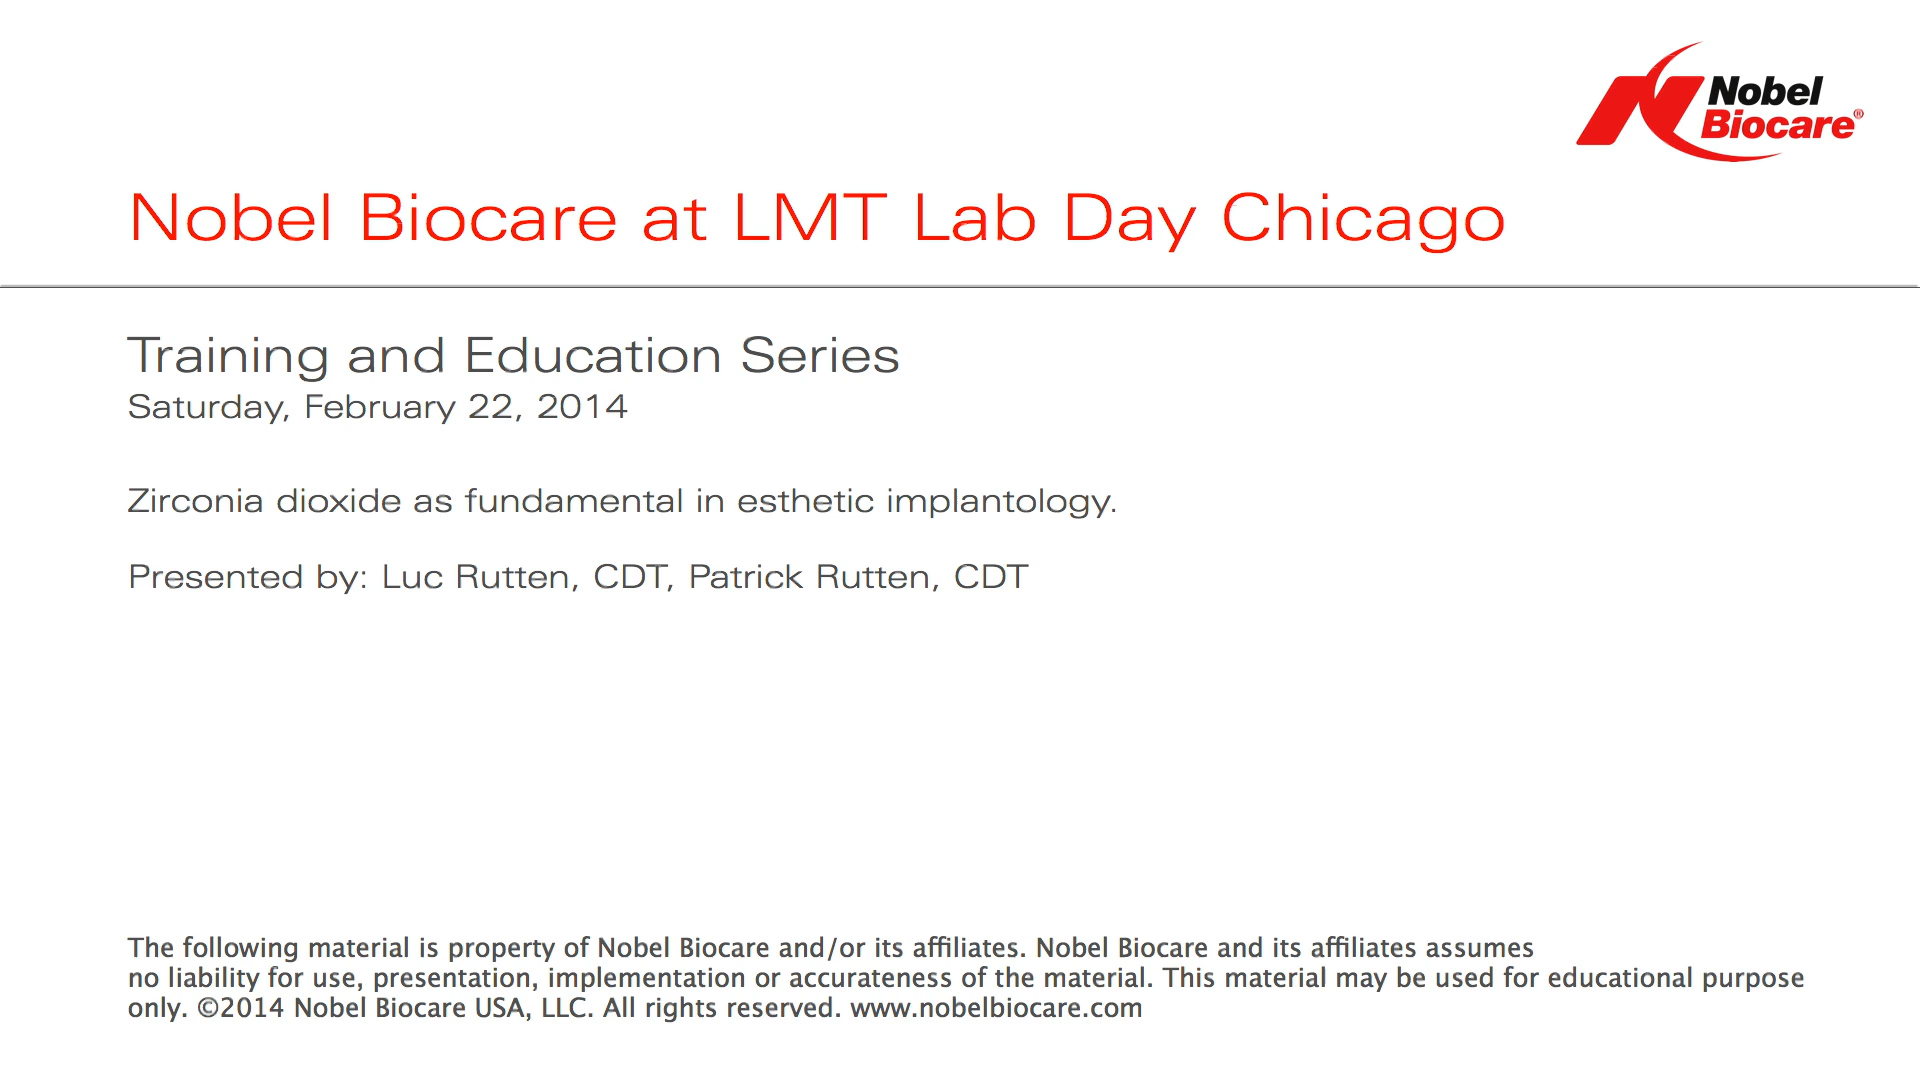 Nobel
Biocare®
Nobel Biocare at LMT Lab Day Chicago
Training and Education Series
Saturday, February 22, 2014
Zirconia dioxide as fundamental in esthetic implantology.
Presented by: Luc Rutten, CDT, Patrick Rutten, CDT
The following material is property of Nobel Biocare and/or its affiliates. Nobel Biocare and its affiliates assumes
no liability for use, presentation, implementation or accurateness of the material. This material may be used for educational purpose
only. ©2014 Nobel Biocare USA, LLC. All rights reserved. www.nobelbiocare.com